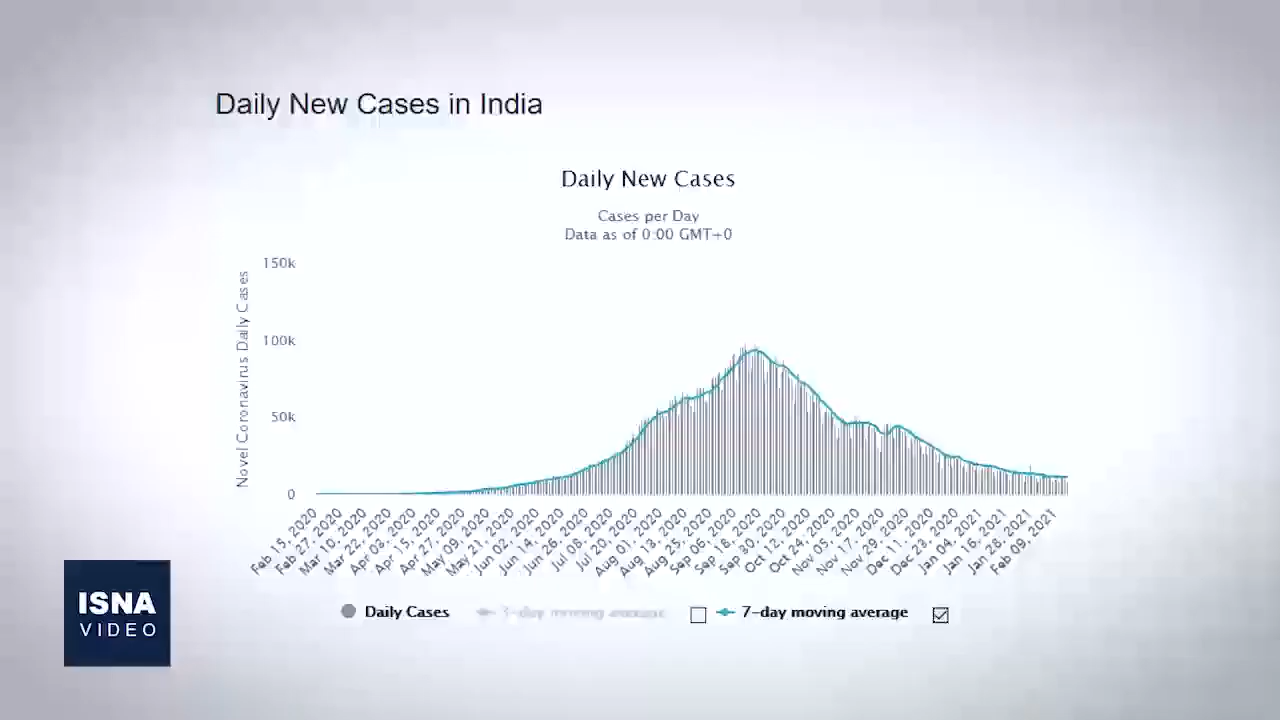 Daily New Cases in India
Daily New Cases
Cases per Day
Data as of 0:00 GMT+0
Novel Coronavirus Daily Cases
150k
100k
50k
0
Feb 15, 2020
Feb 27, 2020
Mar 10, 2020
Mar 22, 2020
Apr 03, 2020
Apr 15, 2020
Apr 27, 2020
May 09, 2020
May 21, 2020
Jun 02, 2020
Jun 14, 2020
Jun 26, 2020
Jul 08, 2020
Jul 20, 2020
Aug 01, 2020
Aug 13, 2020
Aug 25, 2020
Sep 06, 2020
Sep 18, 2020
Sep 30, 2020
Oct 12, 2020
Oct 24, 2020
Nov 05, 2020
Nov 17, 2020
Nov 29, 2020
Dec 11, 2020
Dec 23, 2020
Jan 04, 2021
Jan 16, 2021
Jan 28, 2021
Feb 09, 2021
Daily Cases
3-day moving average
7-day moving average
ISNA
VIDEO